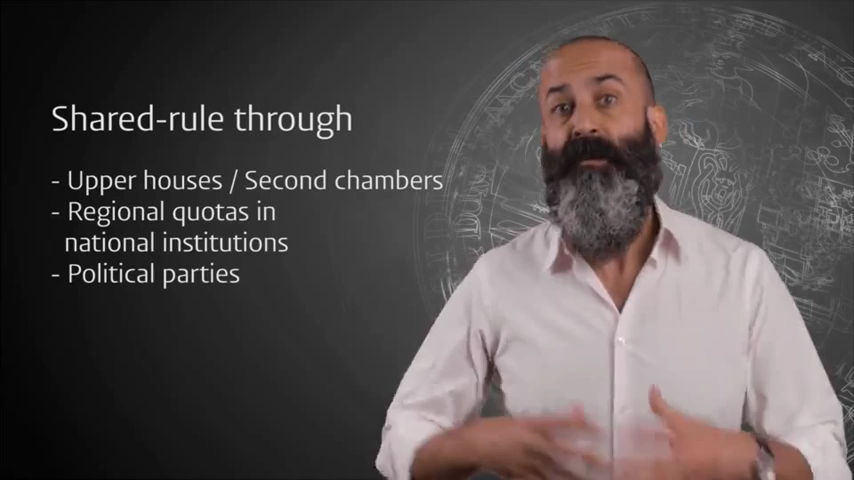 Shared-rule through
- Upper houses / Second chambers
- Regional quotas in
national institutions
- Political parties